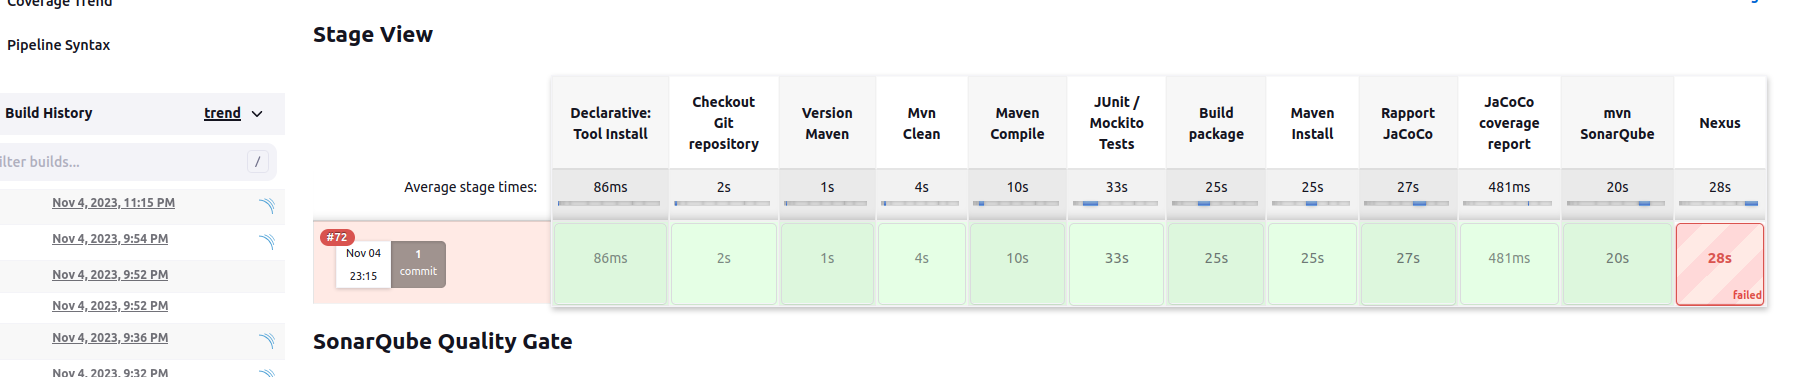 Coverage Trend
Pipeline Syntax
Build History trend
ilter builds... /
Nov 4, 2023, 11:15 PM
Nov 4, 2023, 9:54 PM
Nov 4, 2023, 9:52 PM
Nov 4, 2023, 9:52 PM
Nov 4, 2023, 9:36 PM
Nov 4, 2023, 9:32 PM
Stage View
Declarative:
Tool Install
Checkout
Git
repository
Version
Maven
Mvn
Clean
Maven
Compile
JUnit /
Mockito
Tests
Build
package
Maven
Install
Rapport
JaCoCo
JaCoCo
coverage
report
mvn
SonarQube
Nexus
Average stage times: 86ms 2s 1s 4s 10s 33s 25s 25s 27s 481ms 20s 28s
#72
Nov 04
23:15
1
commit
86ms 2s 1s 4s 10s 33s 25s 25s 27s 481ms 20s 28s
failed
SonarQube Quality Gate